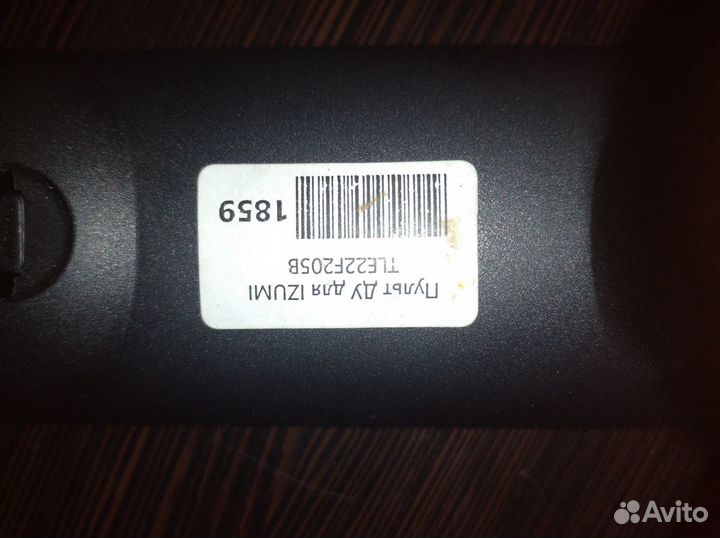 Пульт ДУ для IZUMI
TLE22F205B
1859
Avito